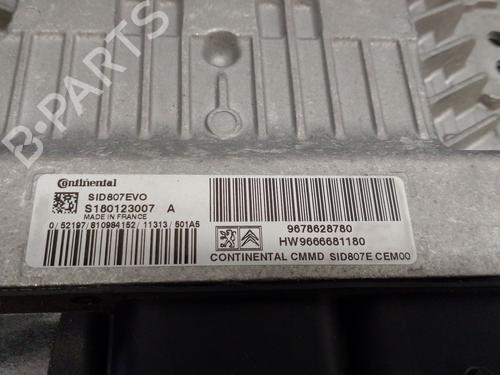 B-PARTS
Continental
SID807EVO
S180123007 A
MADE IN FRANCE
0/52197/810984152/11313/501A5
9678628780
HW9666681180
CONTINENTAL CMMD SID807E CEM00